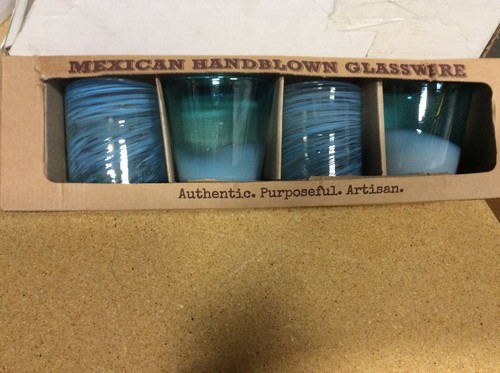 MEXICAN HANDBLOWN GLASSWERE
Authentic. Purposeful. Artisan.